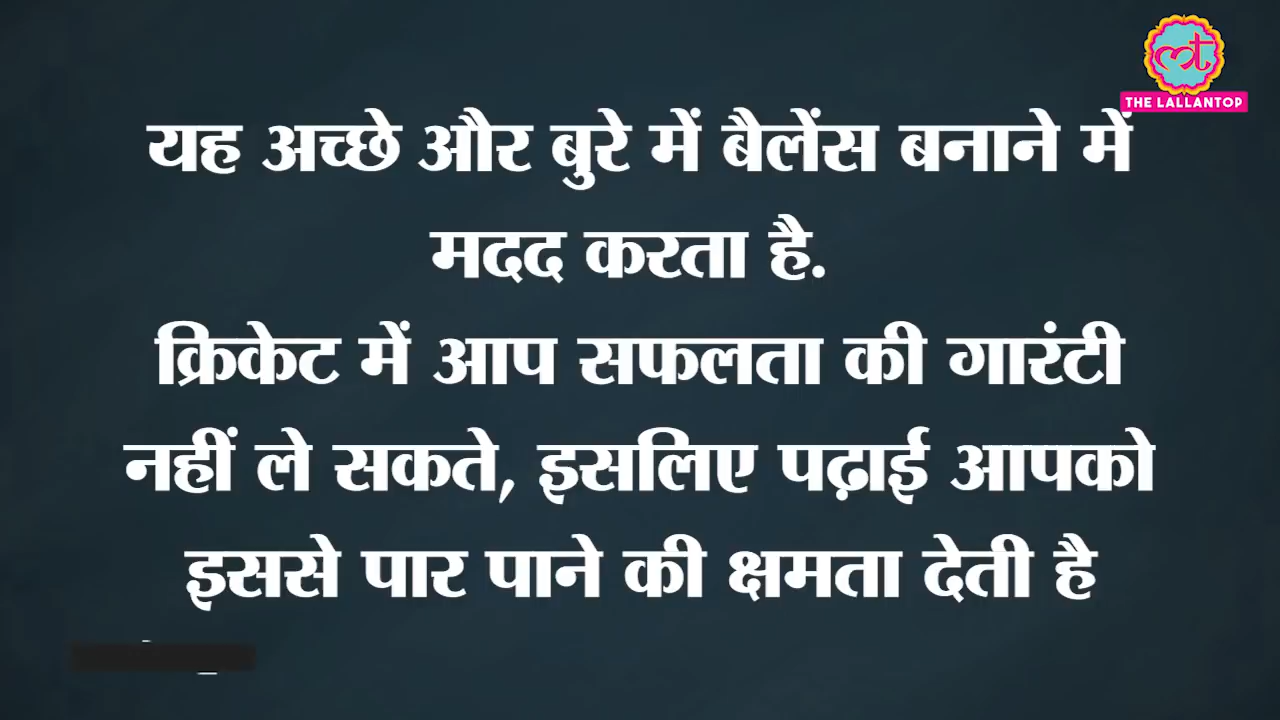 THE LALLANTOP
यह अच्छे और बुरे में बैलेंस बनाने में
मदद करता है.
क्रिकेट में आप सफलता की गारंटी
नहीं ले सकते, इसलिए पढ़ाई आपको
इससे पार पाने की क्षमता देती है